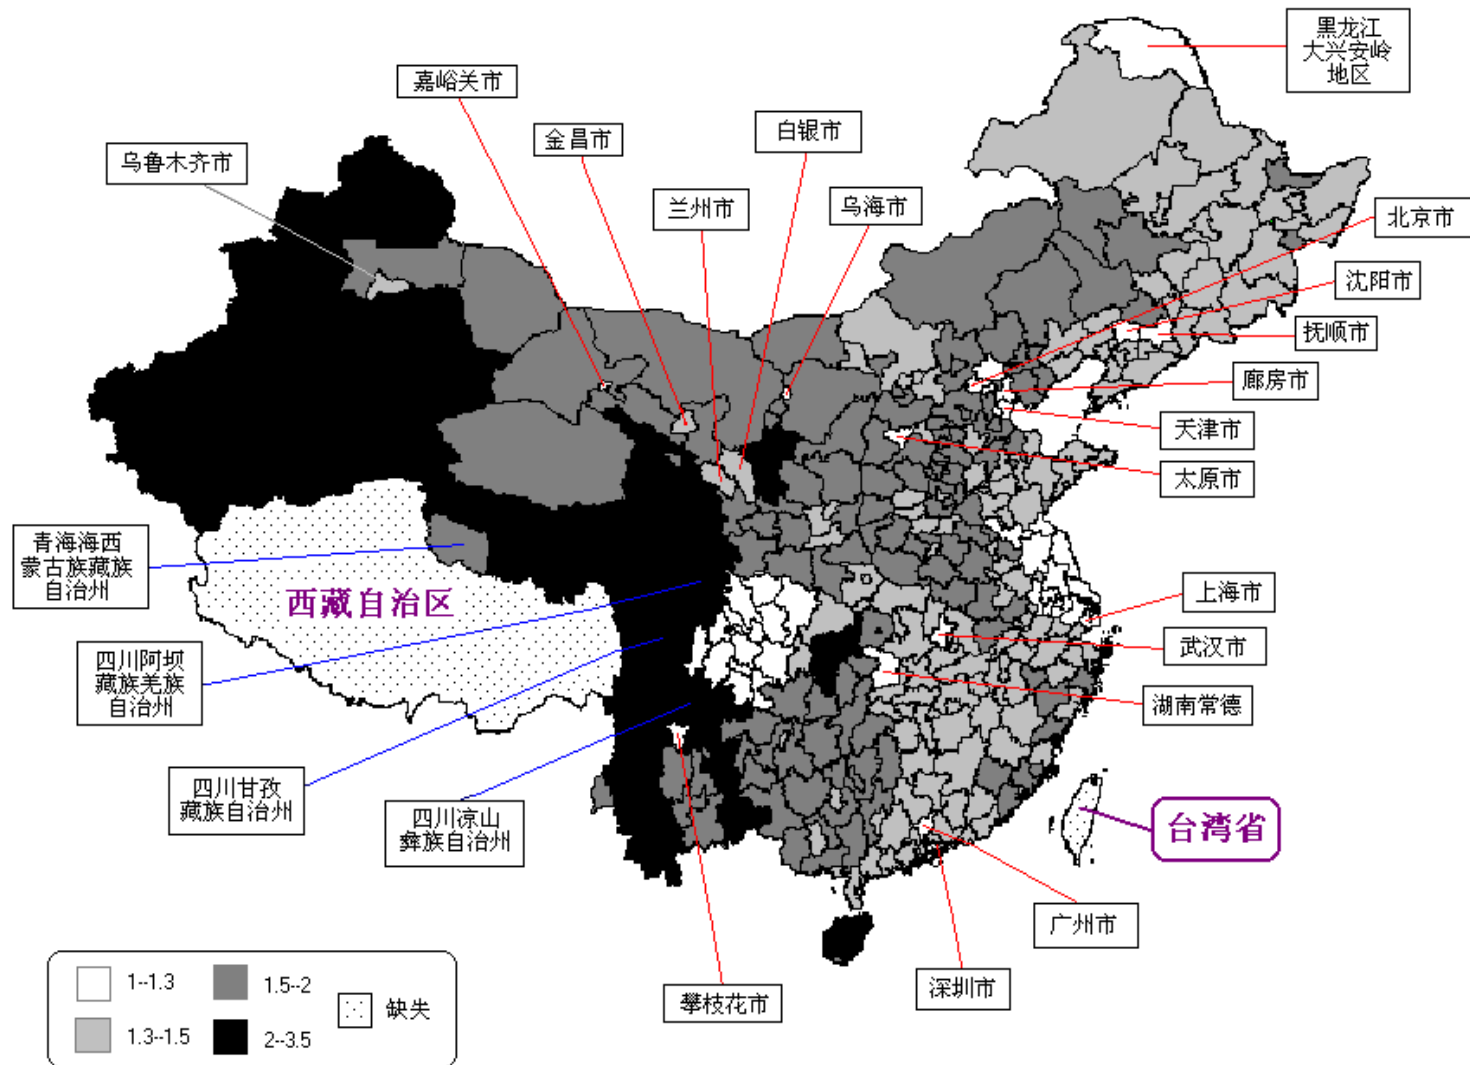 黑龙江
大兴安岭
地区
嘉峪关市
金昌市
白银市
乌鲁木齐市
兰州市
乌海市
北京市
沈阳市
抚顺市
廊房市
天津市
太原市
青海海西
蒙古族藏族
自治州
西藏自治区
上海市
武汉市
四川阿坝
藏族羌族
自治州
湖南常德
四川甘孜
藏族自治州
四川凉山
彝族自治州
台湾省
广州市
深圳市
攀枝花市
1--1.3
1.5--2
缺失
1.3--1.5
2--3.5